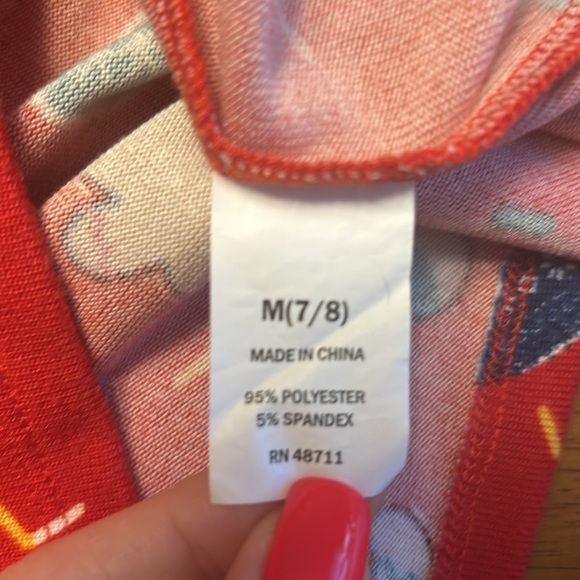 M(7/8)
MADE IN CHINA
95% POLYESTER
5% SPANDEX
RN 48711